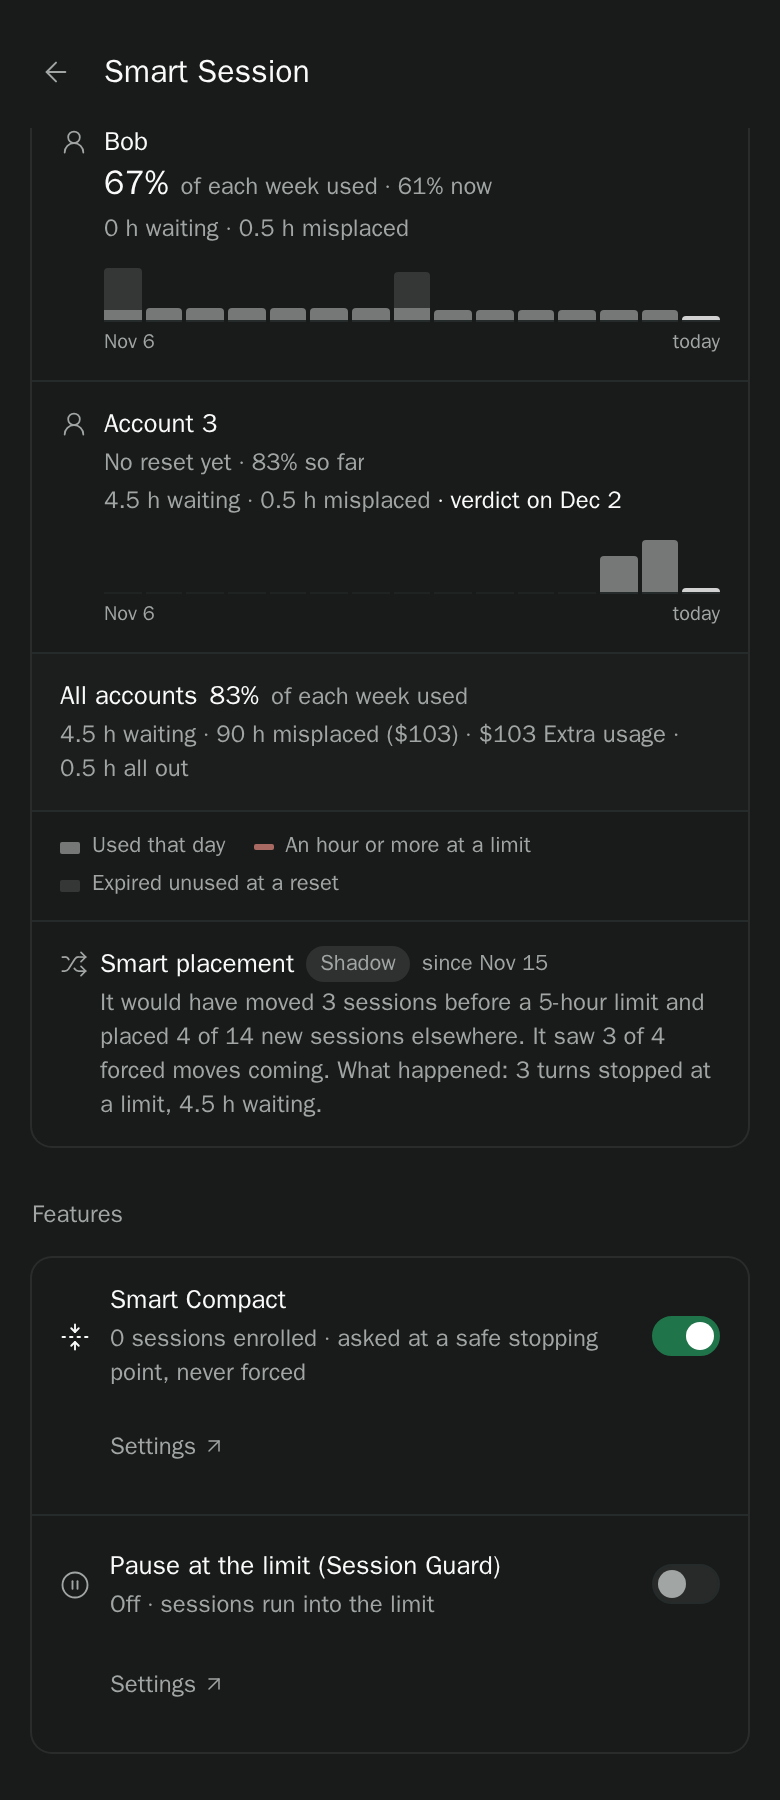 Smart Session
Bob
67% of each week used · 61% now
0 h waiting · 0.5 h misplaced
Nov 6 today
Account 3
No reset yet · 83% so far
4.5 h waiting · 0.5 h misplaced · verdict on Dec 2
Nov 6 today
All accounts 83% of each week used
4.5 h waiting · 90 h misplaced ($103) · $103 Extra usage ·
0.5 h all out
Used that day An hour or more at a limit
Expired unused at a reset
Smart placement Shadow since Nov 15
It would have moved 3 sessions before a 5-hour limit and
placed 4 of 14 new sessions elsewhere. It saw 3 of 4
forced moves coming. What happened: 3 turns stopped at
a limit, 4.5 h waiting.
Features
Smart Compact
0 sessions enrolled · asked at a safe stopping
point, never forced
Settings
Pause at the limit (Session Guard)
Off · sessions run into the limit
Settings